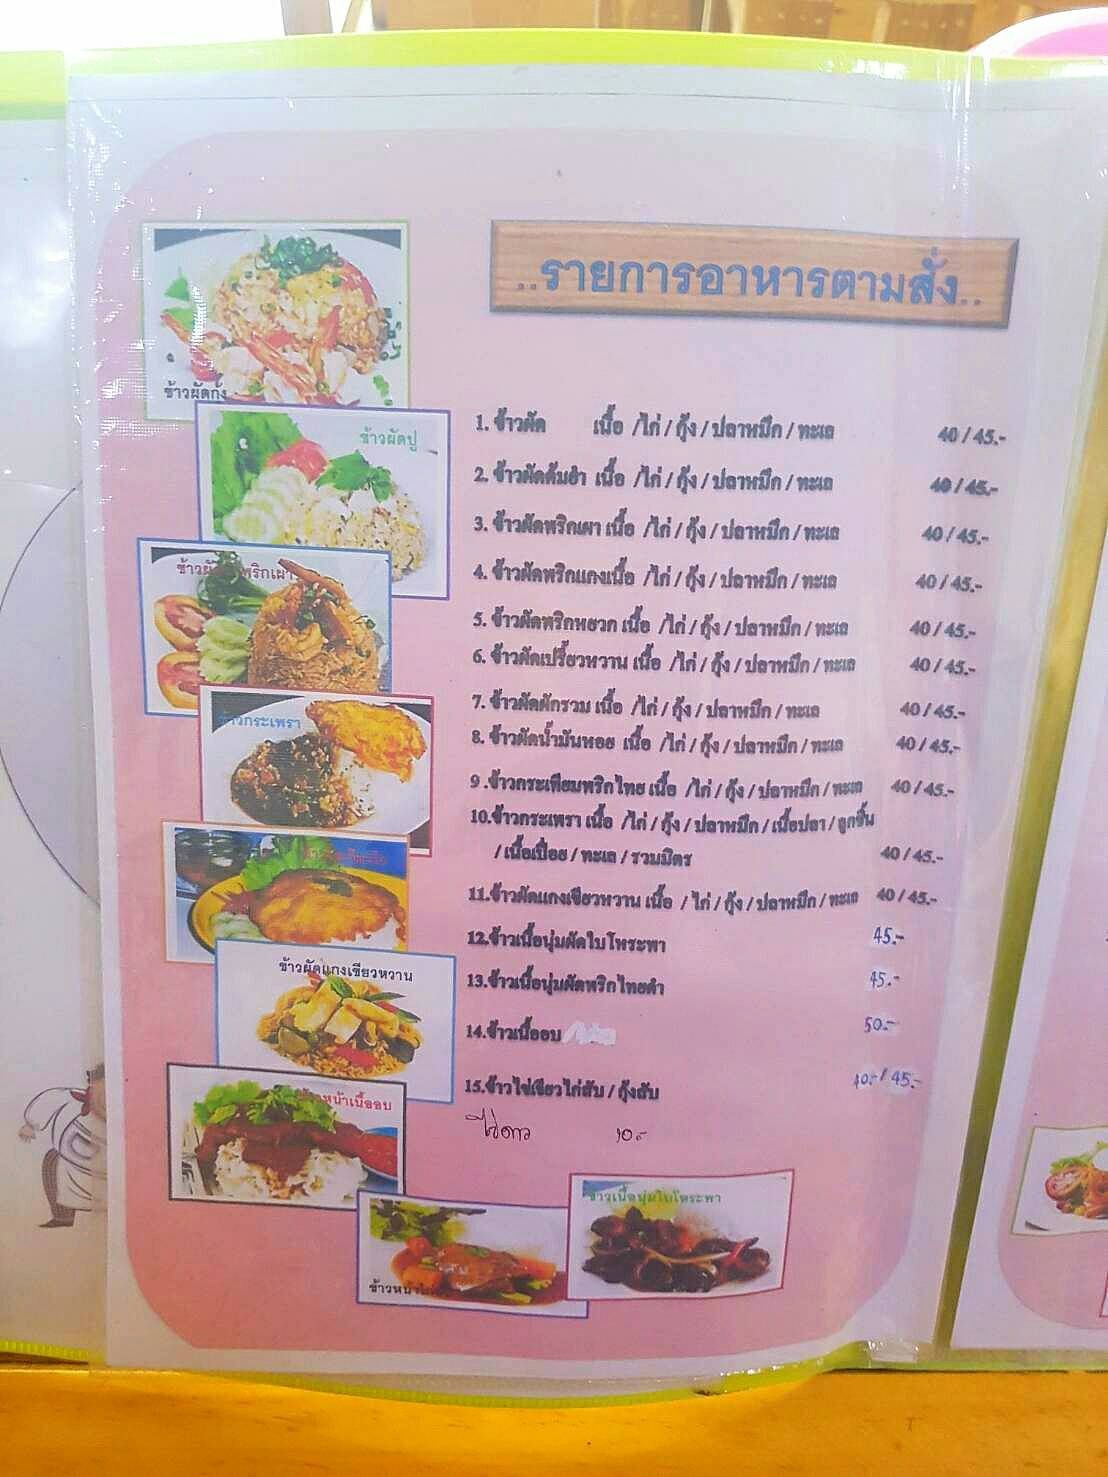 ..รายการอาหารตามสั่ง..
ข้าวผัดกุ้ง
ข้าวผัดปู
พริกเผา
กระเพรา
ข้าวผัดแกงเขียวหวาน
หน้าเนื้ออบ
ข้าวเนื้อนุ่มใบโหระพา
1. ข้าวผัด เนื้อ /ไก่ / กุ้ง / ปลาหมึก / ทะเล 40 / 45.-
2. ข้าวผัดต้มยำ เนื้อ /ไก่ / กุ้ง / ปลาหมึก / ทะเล 40 / 45.-
3. ข้าวผัดพริกเผา เนื้อ /ไก่ / กุ้ง / ปลาหมึก / ทะเล 40 / 45.-
4. ข้าวผัดพริกแกงเนื้อ /ไก่ / กุ้ง / ปลาหมึก / ทะเล 40 / 45.-
5. ข้าวผัดพริกหยวก เนื้อ /ไก่ / กุ้ง / ปลาหมึก / ทะเล 40 / 45.-
6. ข้าวผัดเปรี้ยวหวาน เนื้อ /ไก่ / กุ้ง / ปลาหมึก / ทะเล 40 / 45.-
7. ข้าวผัดผักรวม เนื้อ /ไก่ / กุ้ง / ปลาหมึก / ทะเล 40 / 45.-
8. ข้าวผัดน้ำมันหอย เนื้อ /ไก่ / กุ้ง / ปลาหมึก / ทะเล 40 / 45.-
9 .ข้าวกระเทียมพริกไทย เนื้อ /ไก่ / กุ้ง / ปลาหมึก / ทะเล 40 / 45.-
10.ข้าวกระเพรา เนื้อ /ไก่ / กุ้ง / ปลาหมึก / เนื้อปลา / ลูกชิ้น
/ เนื้อเปื่อย / ทะเล / รวมมิตร 40 / 45.-
11.ข้าวผัดแกงเขียวหวาน เนื้อ / ไก่ / กุ้ง / ปลาหมึก / ทะเล 40 / 45.-
12.ข้าวเนื้อนุ่มผัดใบโหระพา 45.-
13.ข้าวเนื้อนุ่มผัดพริกไทยดำ 45.-
14.ข้าวเนื้ออบ 50.-
15.ข้าวไข่เจียวไก่สับ / กุ้งสับ 40.- / 45.-
ไข่ดาว 10.-